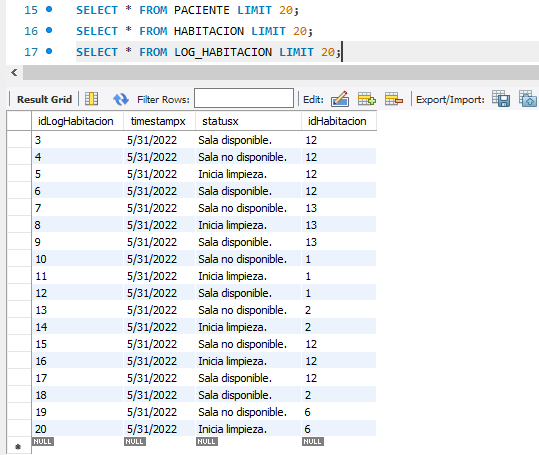 15 SELECT * FROM PACIENTE LIMIT 20;
16 SELECT * FROM HABITACION LIMIT 20;
17 SELECT * FROM LOG_HABITACION LIMIT 20;
Result Grid Filter Rows: Edit: Export/Import:
idLogHabitacion timestampx statusx idHabitacion
3 5/31/2022 Sala disponible. 12
4 5/31/2022 Sala no disponible. 12
5 5/31/2022 Inicia limpieza. 12
6 5/31/2022 Sala disponible. 12
7 5/31/2022 Sala no disponible. 13
8 5/31/2022 Inicia limpieza. 13
9 5/31/2022 Sala disponible. 13
10 5/31/2022 Sala no disponible. 1
11 5/31/2022 Inicia limpieza. 1
12 5/31/2022 Sala disponible. 1
13 5/31/2022 Sala no disponible. 2
14 5/31/2022 Inicia limpieza. 2
15 5/31/2022 Sala no disponible. 12
16 5/31/2022 Inicia limpieza. 12
17 5/31/2022 Sala disponible. 12
18 5/31/2022 Sala disponible. 2
19 5/31/2022 Sala no disponible. 6
20 5/31/2022 Inicia limpieza. 6
NULL NULL NULL NULL